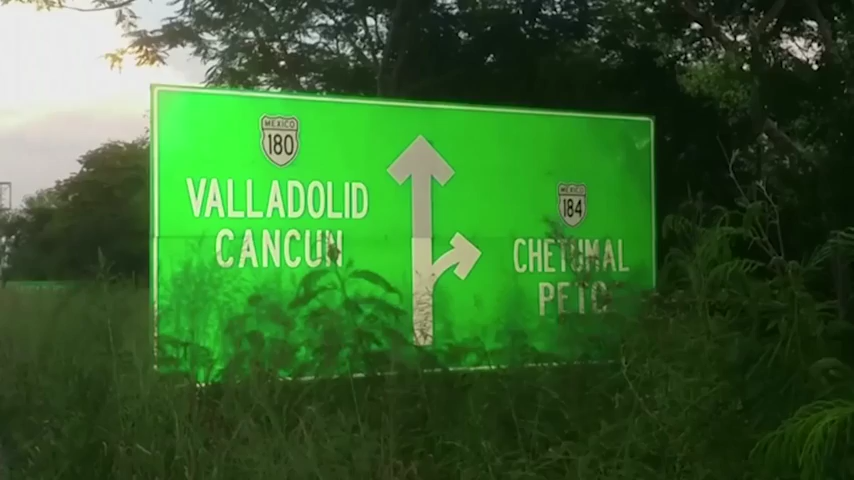 MEXICO
180
VALLADOLID
CANCUN
MEXICO
184
CHETUMAL
PETO